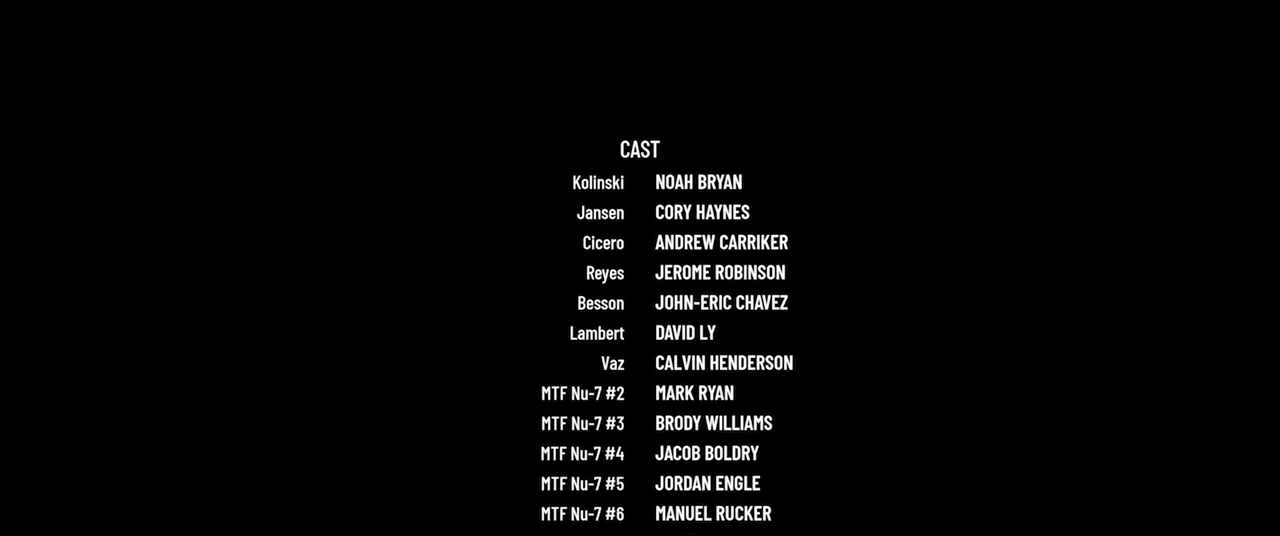 CAST
Kolinski NOAH BRYAN
Jansen CORY HAYNES
Cicero ANDREW CARRIKER
Reyes JEROME ROBINSON
Besson JOHN-ERIC CHAVEZ
Lambert DAVID LY
Vaz CALVIN HENDERSON
MTF Nu-7 #2 MARK RYAN
MTF Nu-7 #3 BRODY WILLIAMS
MTF Nu-7 #4 JACOB BOLDRY
MTF Nu-7 #5 JORDAN ENGLE
MTF Nu-7 #6 MANUEL RUCKER